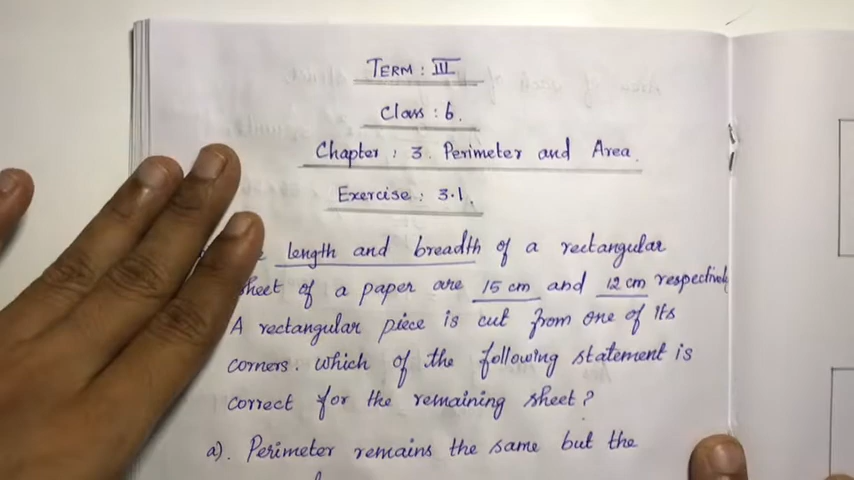 TERM : III
Class : 6.
Chapter : 3. Perimeter and Area.
Exercise : 3.1.
length and breadth of a rectangular
sheet of a paper are 15 cm and 12 cm respectively
A rectangular piece is cut from one of its
corners. which of the following statement is
correct for the remaining sheet?
a). Perimeter remains the same but the